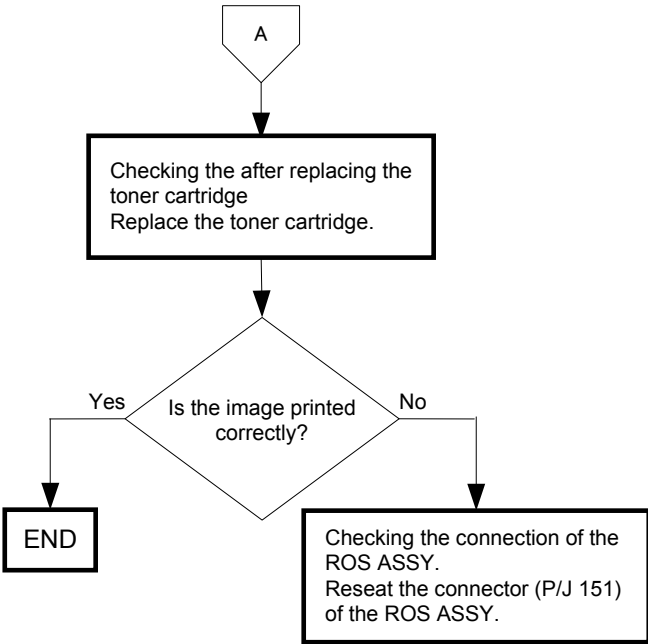 A
Checking the after replacing the
toner cartridge
Replace the toner cartridge.
Is the image printed
correctly?
Yes
No
END
Checking the connection of the
ROS ASSY.
Reseat the connector (P/J 151)
of the ROS ASSY.